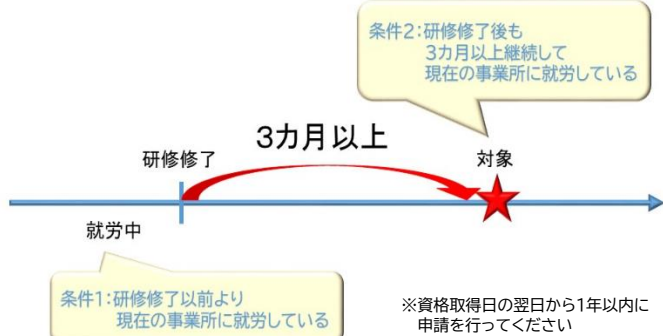 条件2:研修修了後も
3カ月以上継続して
現在の事業所に就労している
3カ月以上
研修修了
対象
就労中
条件1:研修修了以前より
現在の事業所に就労している
※資格取得日の翌日から1年以内に
申請を行ってください